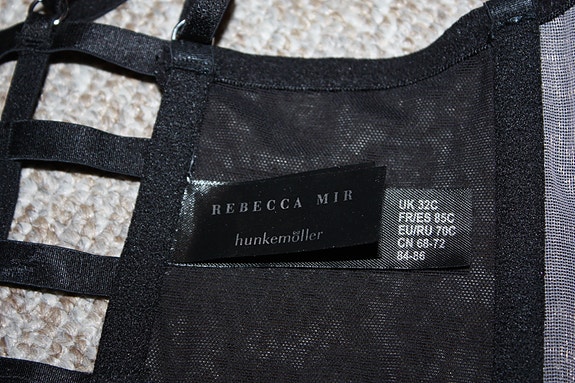 REBECCA MIR
hunkemöller
UK 32C
FR/ES 85C
EU/RU 70C
CN 68-72
84-86